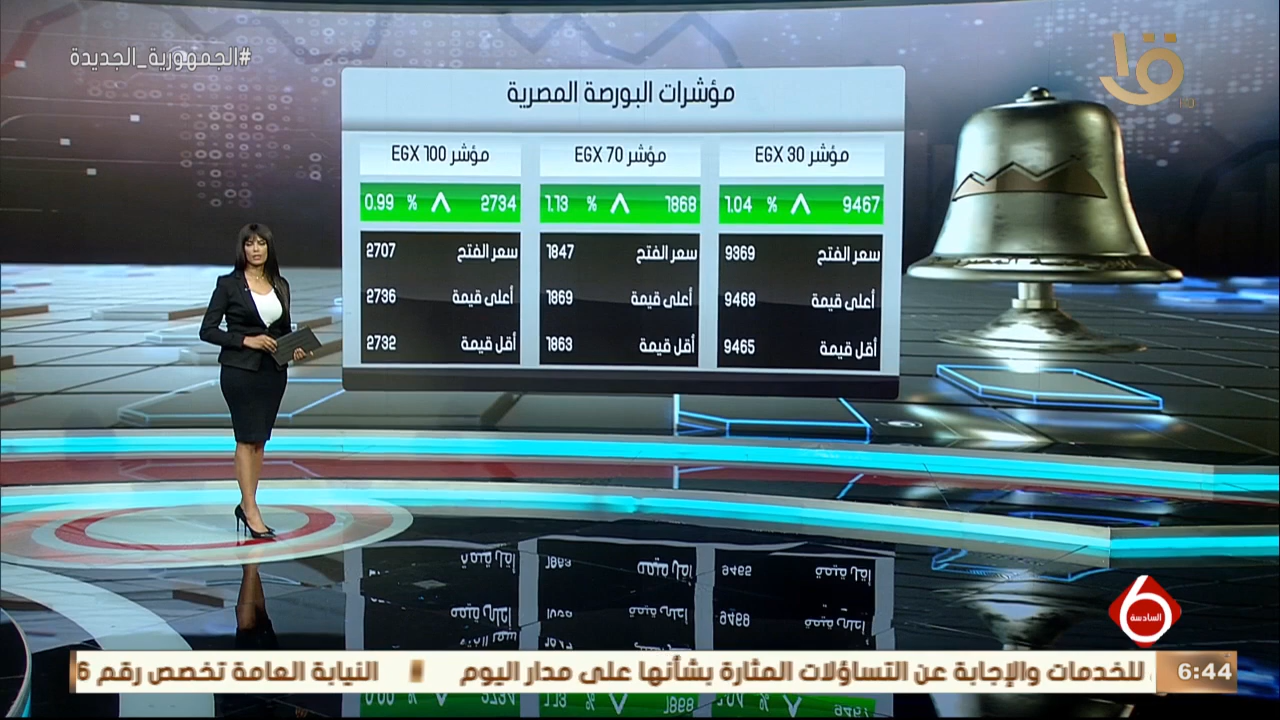 #الجمهورية_الجديدة
مؤشرات البورصة المصرية
مؤشر EGX 30
9467 % 1.04
سعر الفتح 9369
أعلى قيمة 9468
أقل قيمة 9465
مؤشر EGX 70
1868 % 1.13
سعر الفتح 1847
أعلى قيمة 1869
أقل قيمة 1863
مؤشر EGX 100
2734 % 0.99
سعر الفتح 2707
أعلى قيمة 2736
أقل قيمة 2732
6
السادسة
6:44
للخدمات والإجابة عن التساؤلات المثارة بشأنها على مدار اليوم
النيابة العامة تخصص رقم 6